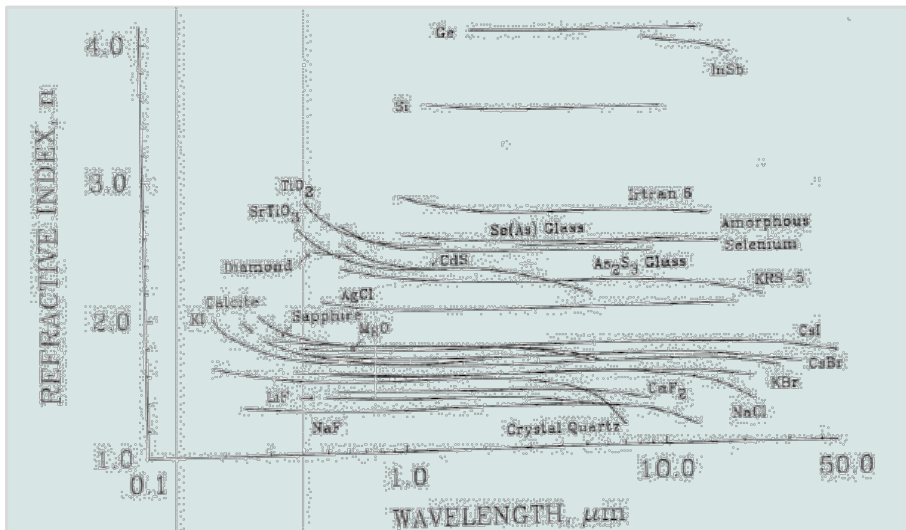 REFRACTIVE INDEX, n
4.0
3.0
2.0
1.0
Ge
InSb
Si
TiO2
SrTiO3
Irtran 6
Se(As) Glass
Amorphous
Selenium
Diamond
CdS
As2S3 Glass
KRS-5
AgCl
Calcite
KI
Sapphire
MgO
CsI
CsBr
KBr
CaF2
LiF
NaCl
NaF
Crystal Quartz
0.1
1.0
10.0
50.0
WAVELENGTH, μm